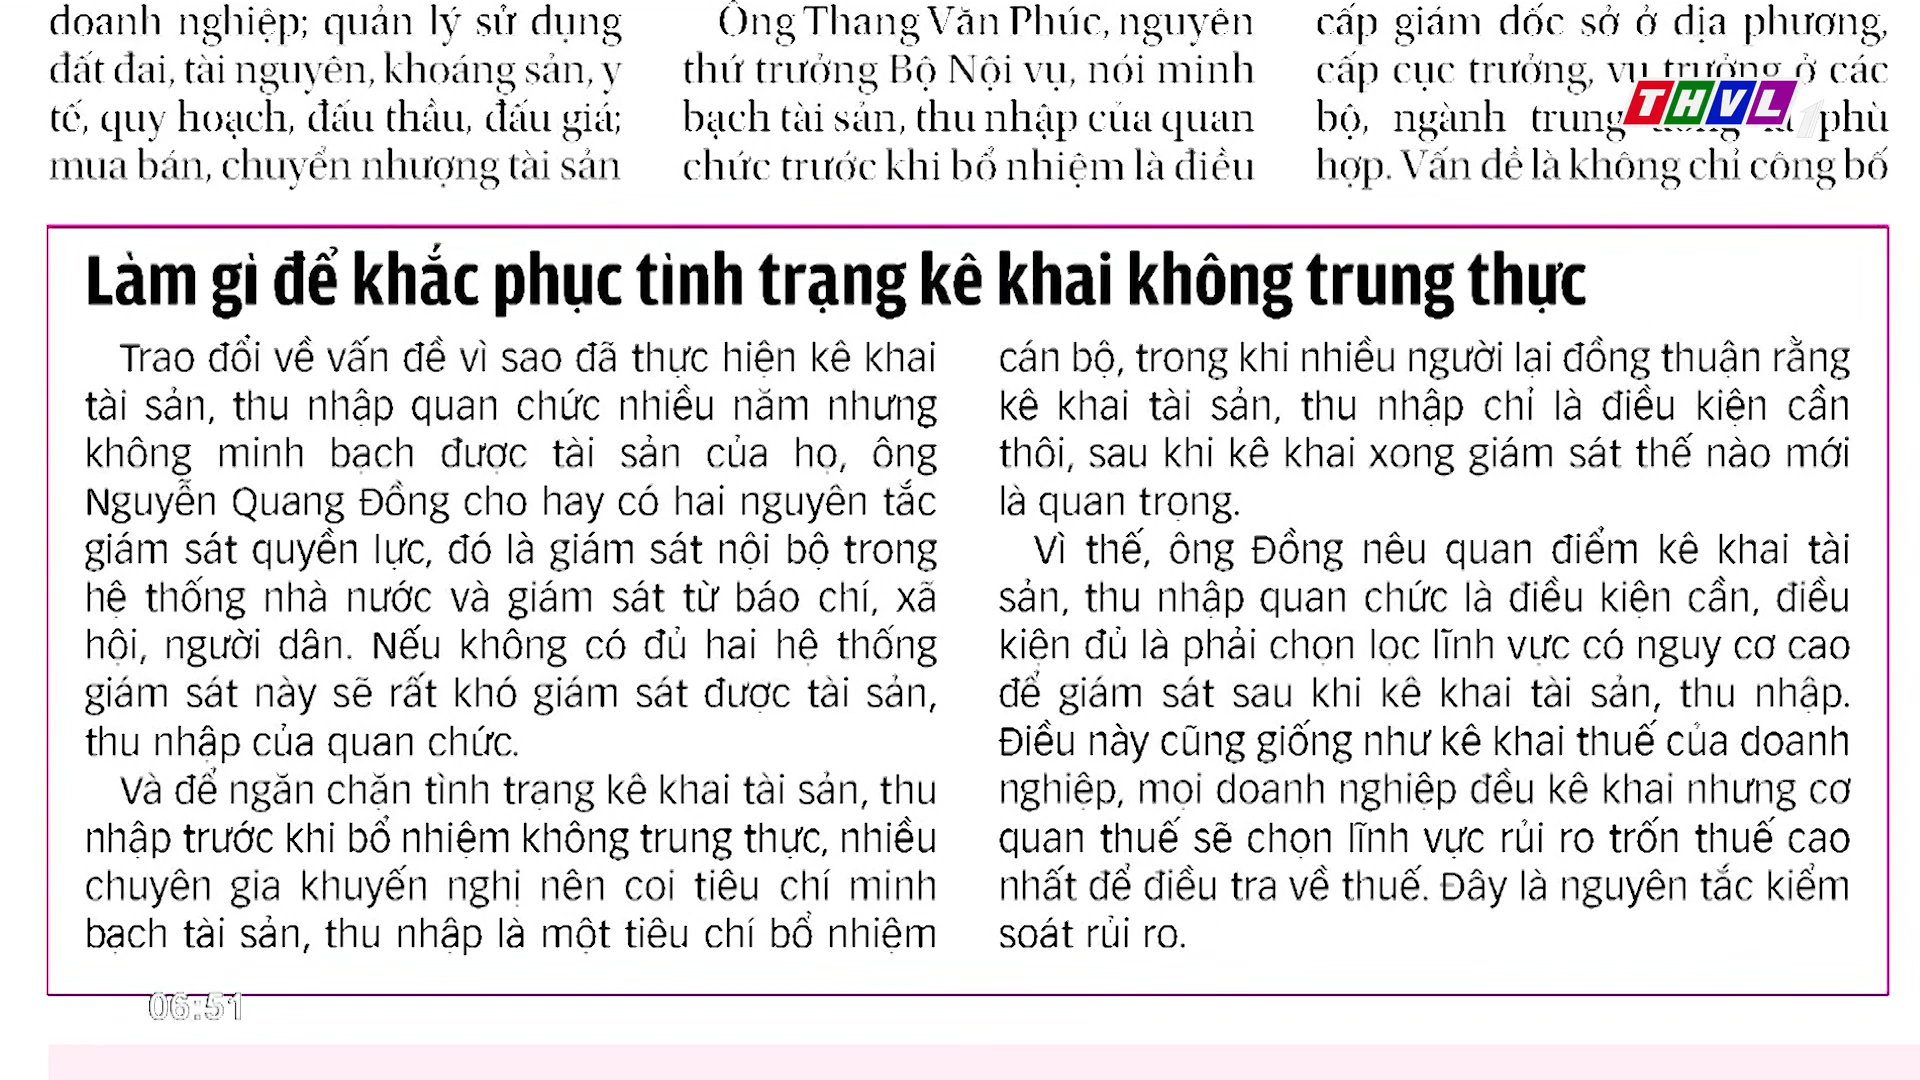 doanh nghiệp; quản lý sử dụng
đất đai, tài nguyên, khoáng sản, y
tế, quy hoạch, đấu thầu, đấu giá;
mua bán, chuyển nhượng tài sản
Ông Thang Văn Phúc, nguyên
thứ trưởng Bộ Nội vụ, nói minh
bạch tài sản, thu nhập của quan
chức trước khi bổ nhiệm là điều
cấp giám đốc sở ở địa phương,
cấp cục trưởng, vụ trưởng ở các
bộ, ngành trung phù
hợp. Vấn đề là không chỉ công bố
THVL1
Làm gì để khắc phục tình trạng kê khai không trung thực
Trao đổi về vấn đề vì sao đã thực hiện kê khai
tài sản, thu nhập quan chức nhiều năm nhưng
không minh bạch được tài sản của họ, ông
Nguyễn Quang Đồng cho hay có hai nguyên tắc
giám sát quyền lực, đó là giám sát nội bộ trong
hệ thống nhà nước và giám sát từ báo chí, xã
hội, người dân. Nếu không có đủ hai hệ thống
giám sát này sẽ rất khó giám sát được tài sản,
thu nhập của quan chức.
Và để ngăn chặn tình trạng kê khai tài sản, thu
nhập trước khi bổ nhiệm không trung thực, nhiều
chuyên gia khuyến nghị nên coi tiêu chí minh
bạch tài sản, thu nhập là một tiêu chí bổ nhiệm
cán bộ, trong khi nhiều người lại đồng thuận rằng
kê khai tài sản, thu nhập chỉ là điều kiện cần
thôi, sau khi kê khai xong giám sát thế nào mới
là quan trọng.
Vì thế, ông Đồng nêu quan điểm kê khai tài
sản, thu nhập quan chức là điều kiện cần, điều
kiện đủ là phải chọn lọc lĩnh vực có nguy cơ cao
để giám sát sau khi kê khai tài sản, thu nhập.
Điều này cũng giống như kê khai thuế của doanh
nghiệp, mọi doanh nghiệp đều kê khai nhưng cơ
quan thuế sẽ chọn lĩnh vực rủi ro trốn thuế cao
nhất để điều tra về thuế. Đây là nguyên tắc kiểm
soát rủi ro.
06:51